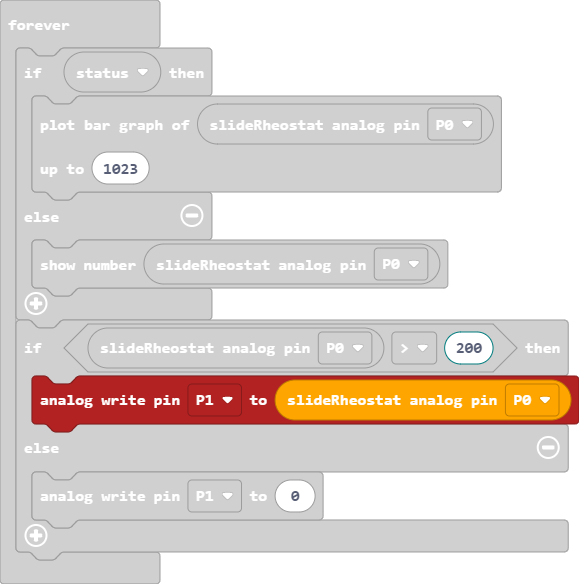 forever
if status then
plot bar graph of slideRheostat analog pin P0
up to 1023
else
show number slideRheostat analog pin P0
if slideRheostat analog pin P0 > 200 then
analog write pin P1 to slideRheostat analog pin P0
else
analog write pin P1 to 0